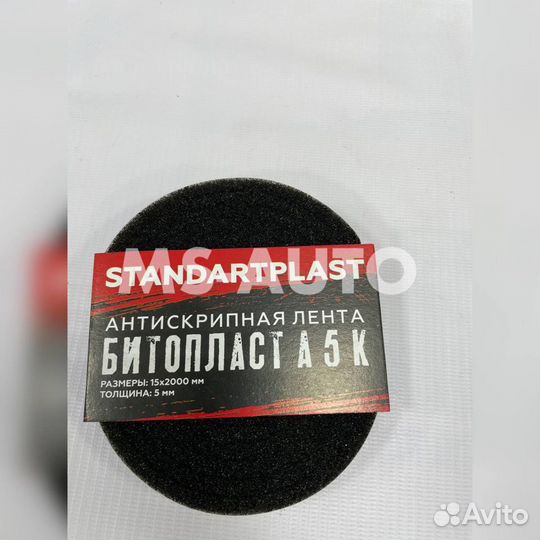 MS-AUTO
STANDARTPLAST
АНТИСКРИПНАЯ ЛЕНТА
БИТОПЛАСТ А 5 К
РАЗМЕРЫ: 15х2000 мм
ТОЛЩИНА: 5 мм
Avito